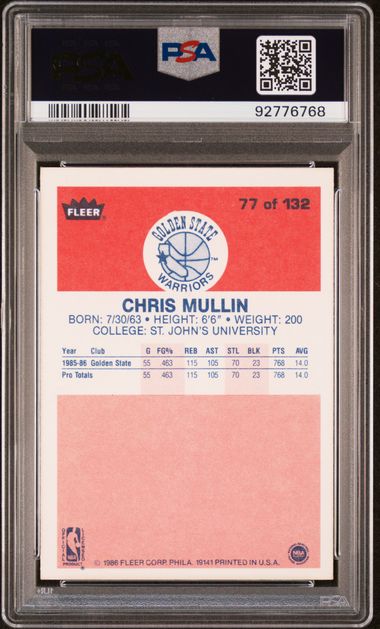 PSA
PSA
92776768
FLEER
77 of 132
GOLDEN STATE
WARRIORS
™
CHRIS MULLIN
BORN: 7/30/63 • HEIGHT: 6'6" • WEIGHT: 200
COLLEGE: ST. JOHN'S UNIVERSITY
Year Club G FG% REB AST STL BLK PTS AVG
1985-86 Golden State 55 .463 115 105 70 23 768 14.0
Pro Totals 55 .463 115 105 70 23 768 14.0
NBA
© 1986 FLEER CORP. PHILA. 19141 PRINTED IN U.S.A.